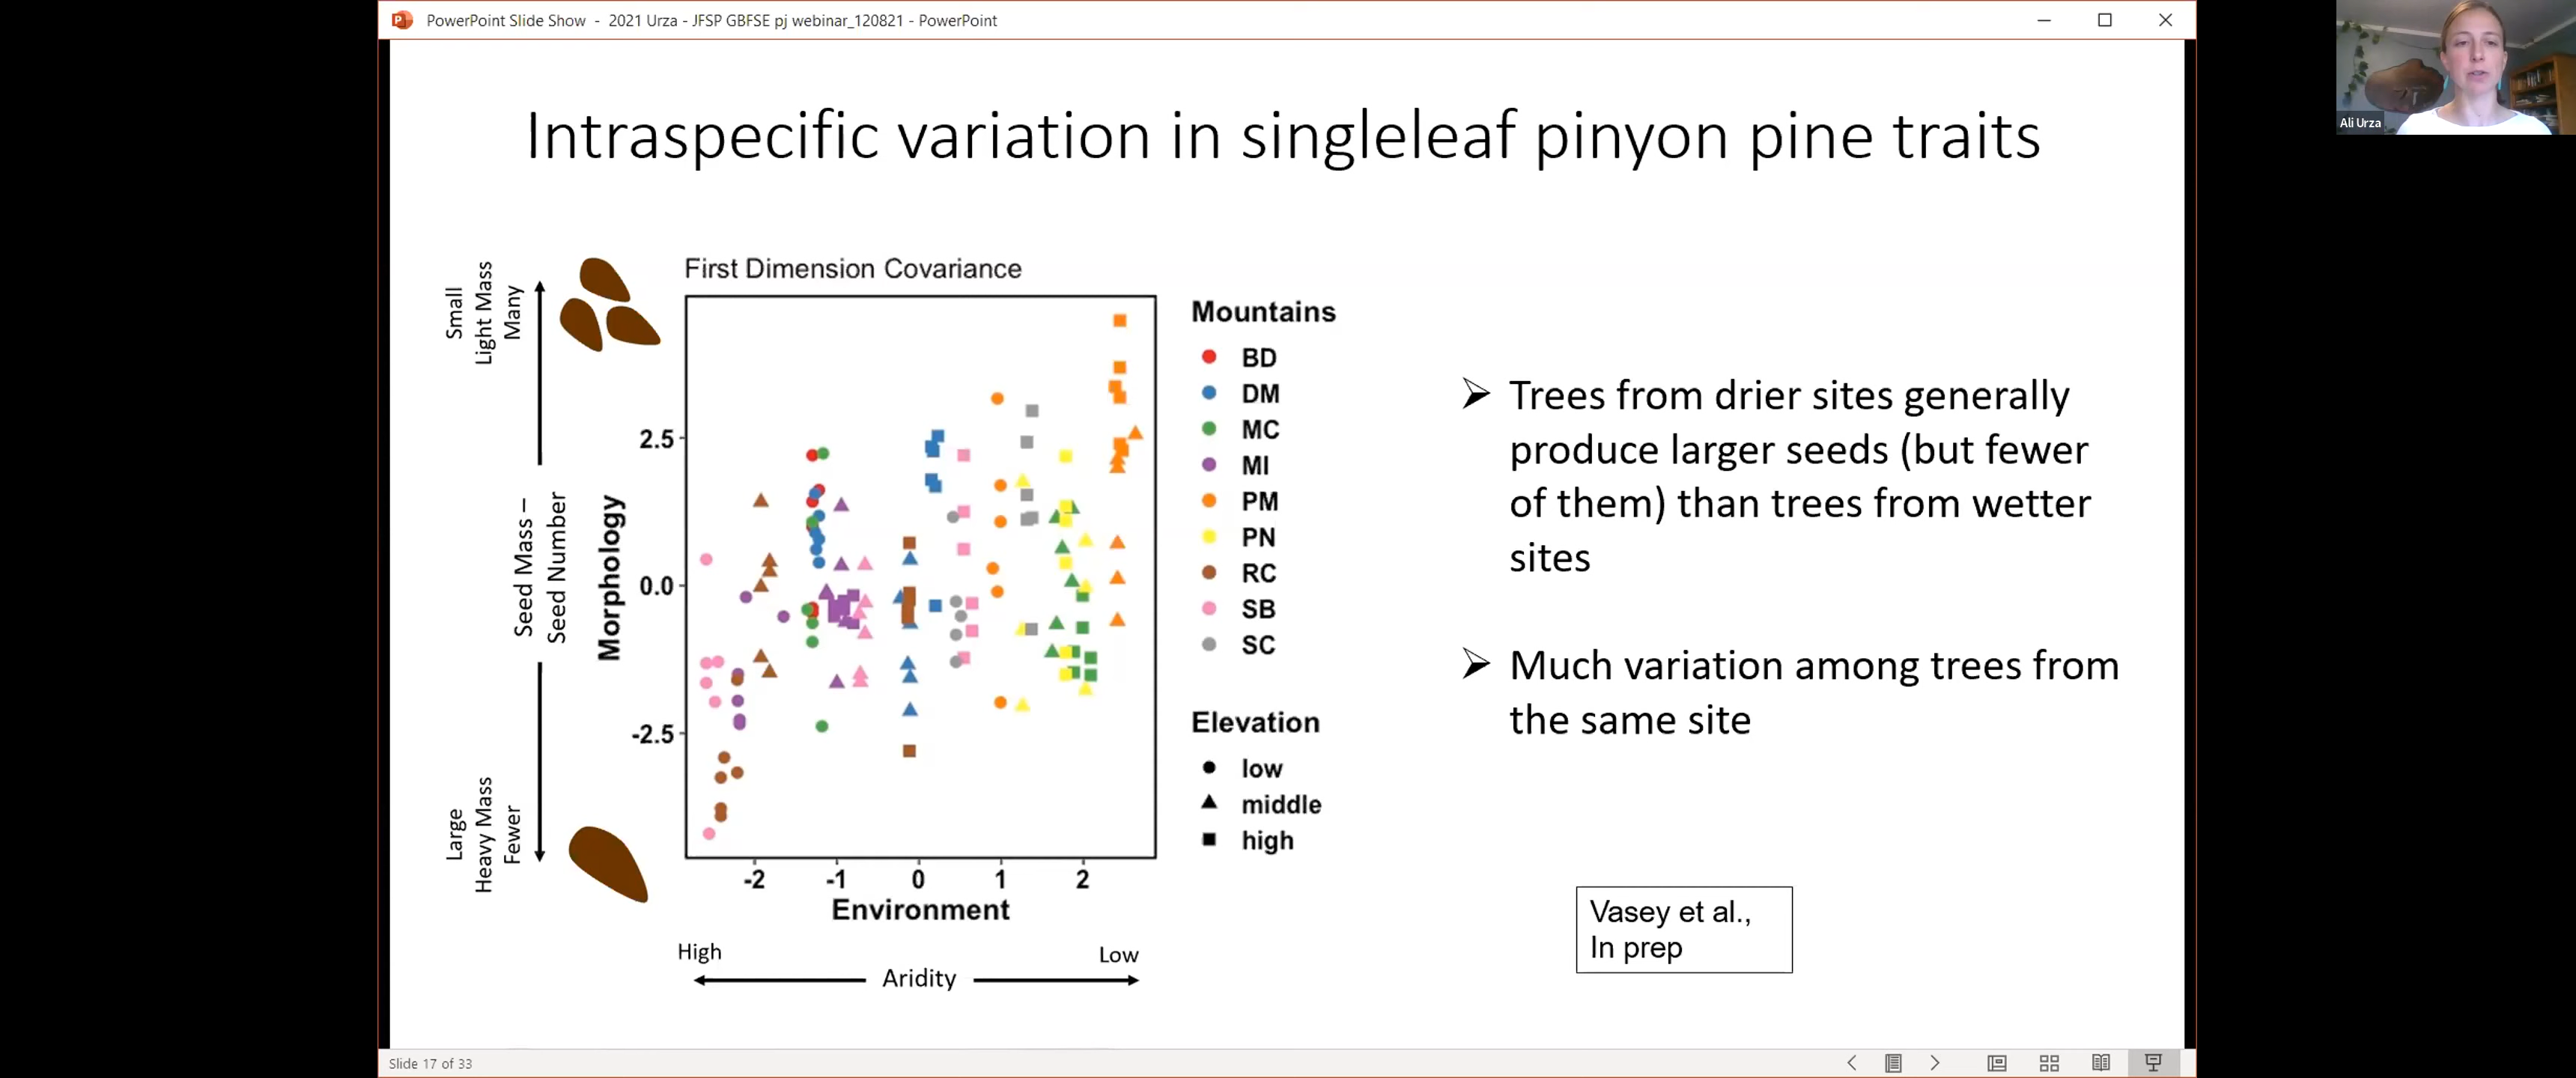 PowerPoint Slide Show - 2021 Urza - JFSP GBFSE pj webinar_120821 - PowerPoint
Ali Urza
Intraspecific variation in singleleaf pinyon pine traits
First Dimension Covariance
Small
Light Mass
Many
Seed Mass –
Seed Number
Large
Heavy Mass
Fewer
Morphology
2.5
0.0
-2.5
-2
-1
0
1
2
Environment
High
Low
Aridity
Mountains
BD
DM
MC
MI
PM
PN
RC
SB
SC
Elevation
low
middle
high
Trees from drier sites generally
produce larger seeds (but fewer
of them) than trees from wetter
sites
Much variation among trees from
the same site
Vasey et al.,
In prep
Slide 17 of 33